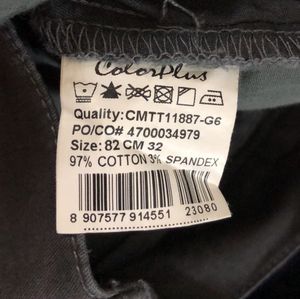 ColorPlus
Quality:CMTT11887-G6
PO/CO# 4700034979
Size: 82 CM 32
97% COTTON 3% SPANDEX
8 907577 914551
23080